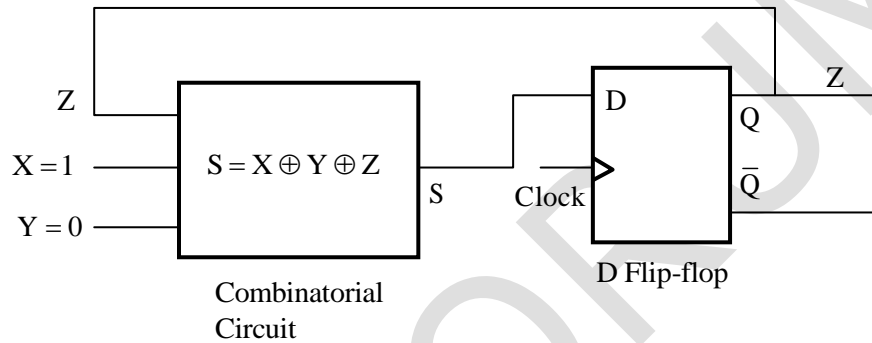 Z
X = 1
Y = 0
S = X ⊕ Y ⊕ Z
S
Combinatorial
Circuit
D
Clock
Q
Q̅
Z
D Flip-flop